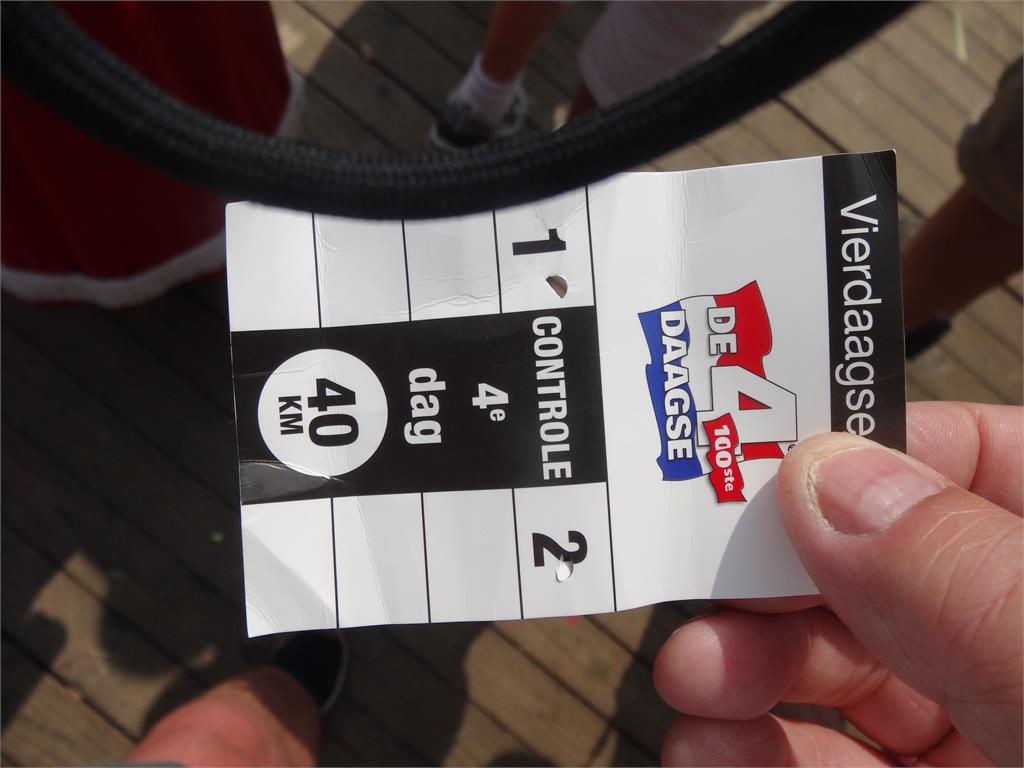 Vierdaagse
DE 4
DAAGSE
100ste
1 CONTROLE 2
4e
dag
40
KM